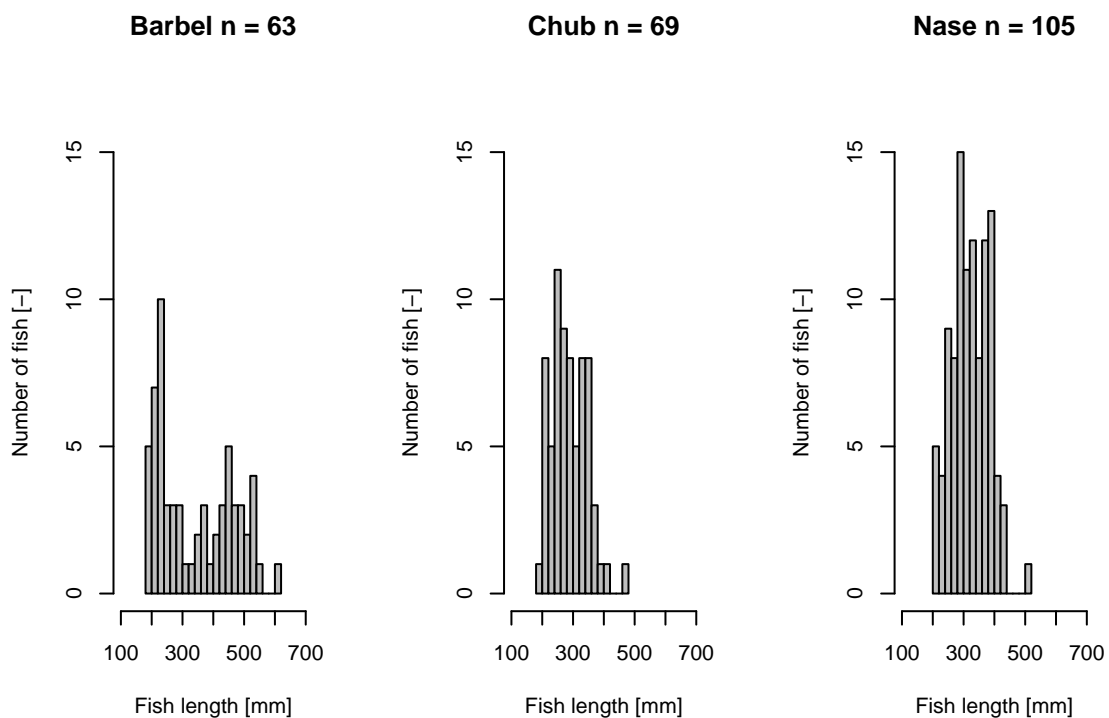 Barbel n = 63
15
10
5
0
Number of fish [−]
100 300 500 700
Fish length [mm]
Chub n = 69
15
10
5
0
Number of fish [−]
100 300 500 700
Fish length [mm]
Nase n = 105
15
10
5
0
Number of fish [−]
100 300 500 700
Fish length [mm]